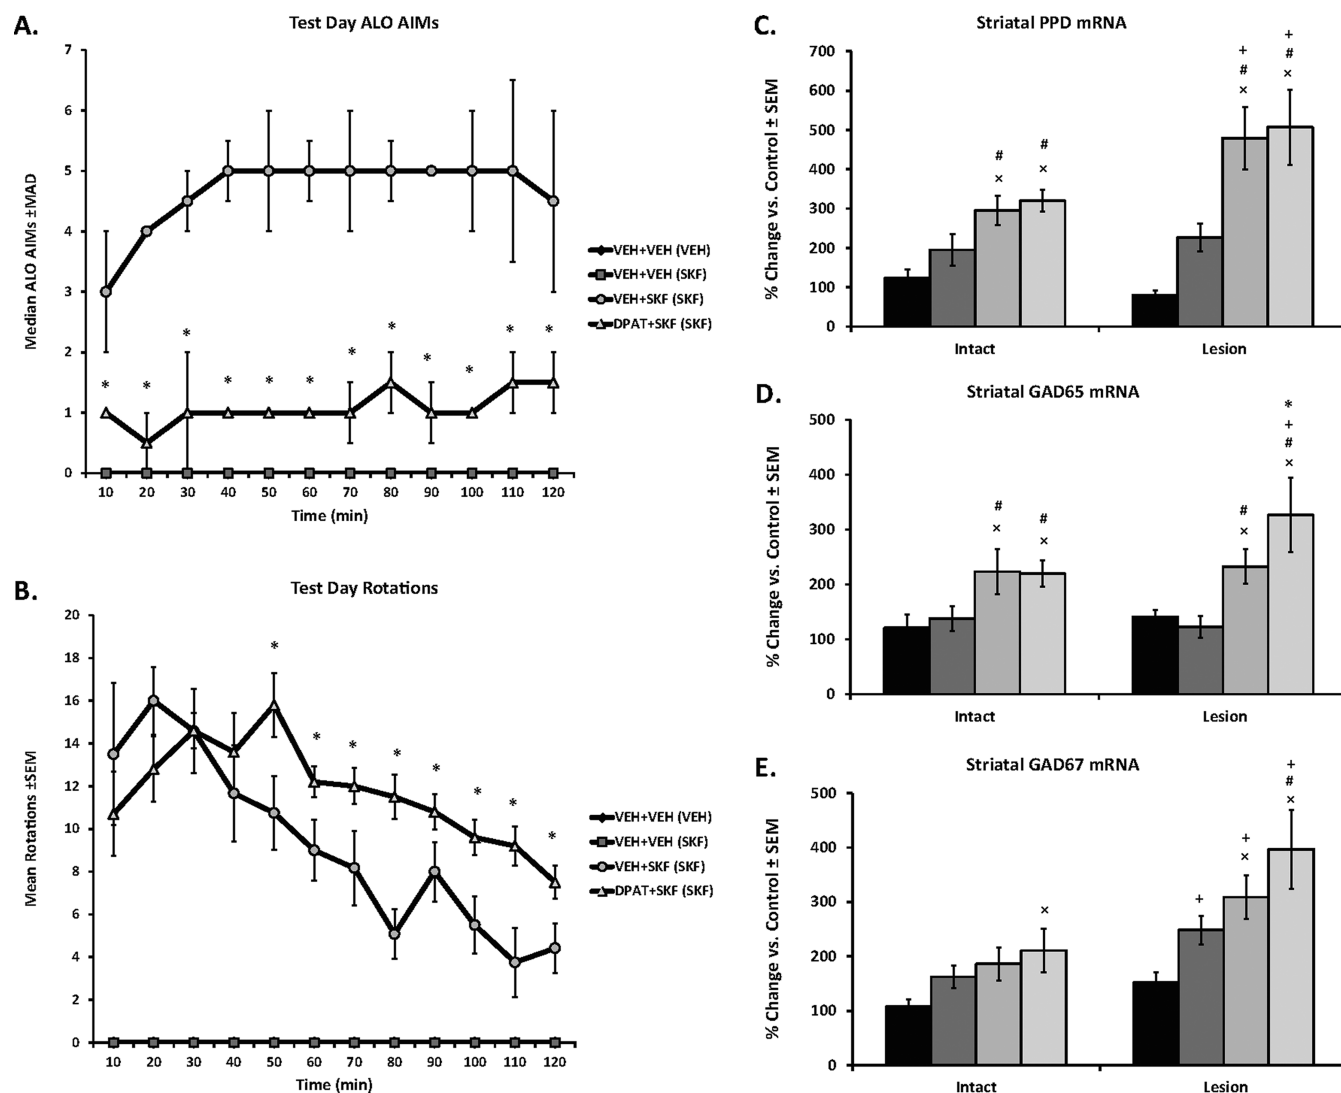 A.
Test Day ALO AIMs
Median ALO AIMs ±MAD
7
6
5
4
3
2
1
0
* * * * * * * * * * * *
10 20 30 40 50 60 70 80 90 100 110 120
Time (min)
VEH+VEH (VEH)
VEH+VEH (SKF)
VEH+SKF (SKF)
DPAT+SKF (SKF)
B.
Test Day Rotations
Mean Rotations ±SEM
20
18
16
14
12
10
8
6
4
2
0
* * * * * * * *
10 20 30 40 50 60 70 80 90 100 110 120
Time (min)
VEH+VEH (VEH)
VEH+VEH (SKF)
VEH+SKF (SKF)
DPAT+SKF (SKF)
C.
Striatal PPD mRNA
% Change vs. Control ± SEM
700
600
500
400
300
200
100
0
# #
× ×
+ +
# #
× ×
Intact Lesion
D.
Striatal GAD65 mRNA
% Change vs. Control ± SEM
500
400
300
200
100
0
# #
× ×
*
+
# #
× ×
Intact Lesion
E.
Striatal GAD67 mRNA
% Change vs. Control ± SEM
500
400
300
200
100
0
×
+
+
×
+
#
×
Intact Lesion